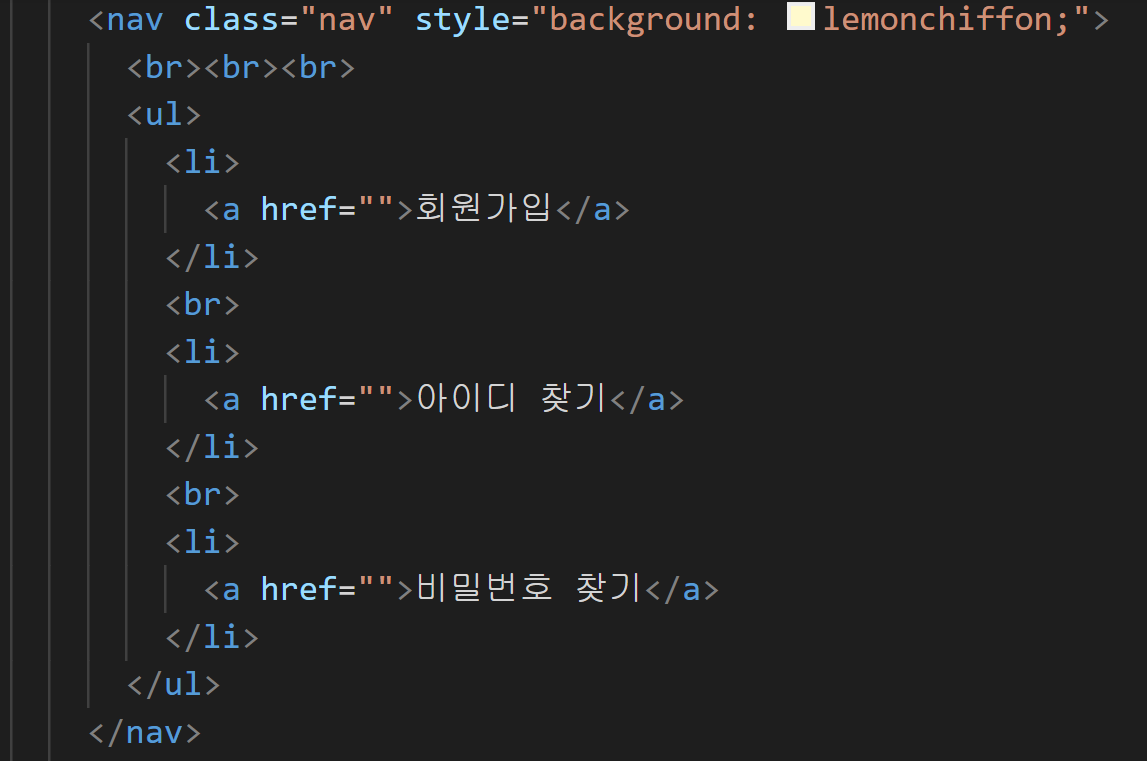 <nav class="nav" style="background: lemonchiffon;">
<br><br><br>
<ul>
<li>
<a href="">회원가입</a>
</li>
<br>
<li>
<a href="">아이디 찾기</a>
</li>
<br>
<li>
<a href="">비밀번호 찾기</a>
</li>
</ul>
</nav>